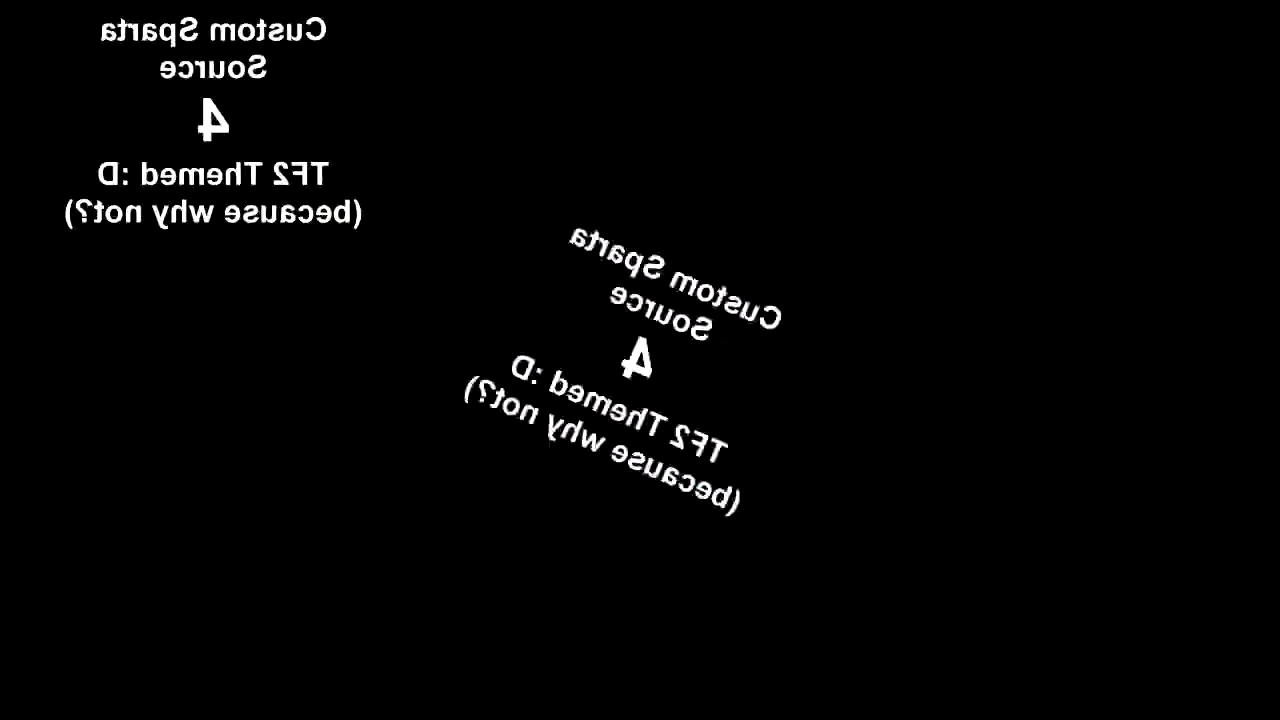 Custom Sparta
Source
4
TF2 Themed :D
(because why not?)
Custom Sparta
Source
4
TF2 Themed :D
(because why not?)